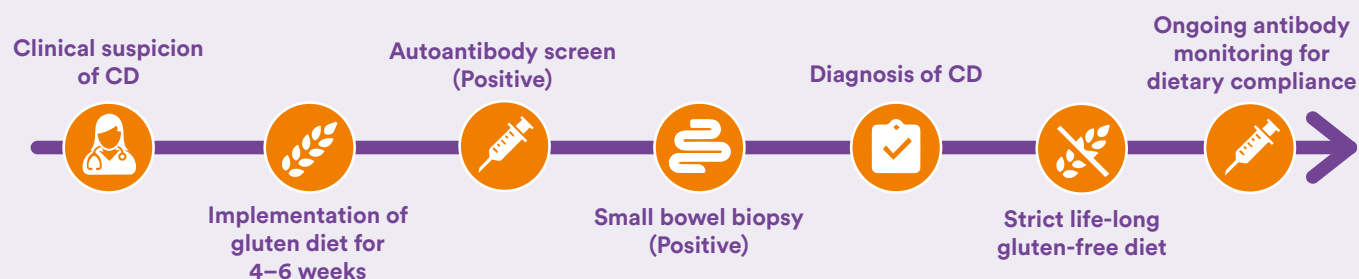 Clinical suspicion
of CD
Implementation of
gluten diet for
4–6 weeks
Autoantibody screen
(Positive)
Small bowel biopsy
(Positive)
Diagnosis of CD
Strict life-long
gluten-free diet
Ongoing antibody
monitoring for
dietary compliance